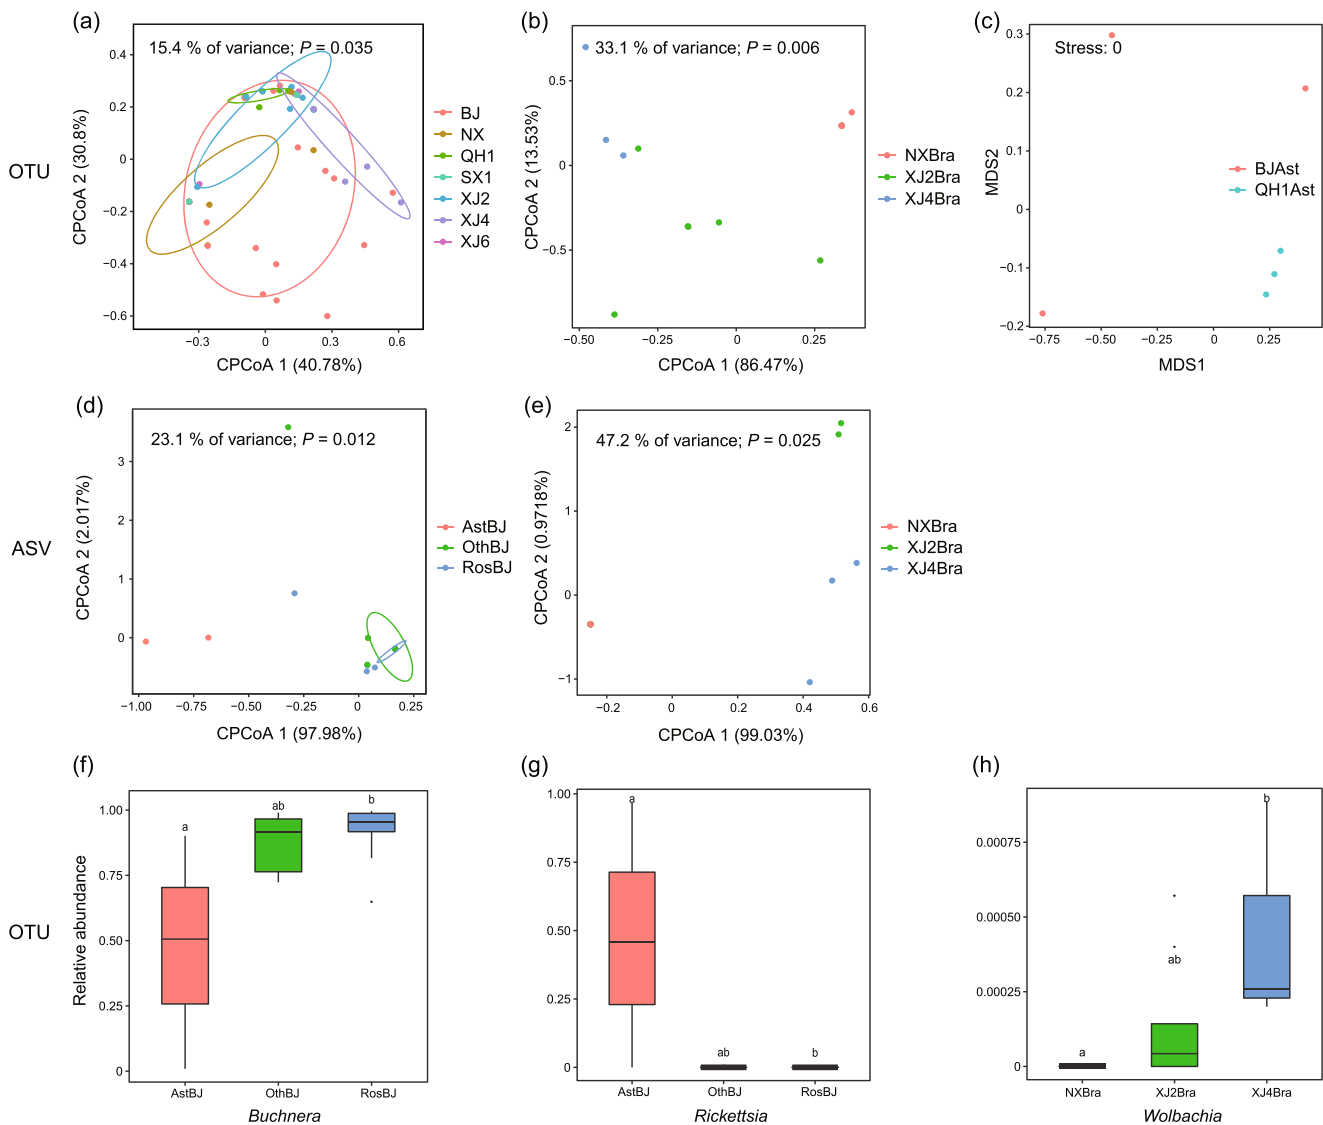 (a)
15.4 % of variance; P = 0.035
OTU
CPCoA 2 (30.8%)
0.4
0.2
0
−0.2
−0.4
−0.6
−0.3
0
0.3
0.6
CPCoA 1 (40.78%)
BJ
NX
QH1
SX1
XJ2
XJ4
XJ6
(b)
33.1 % of variance; P = 0.006
CPCoA 2 (13.53%)
0.5
0
−0.5
−0.50
−0.25
0
0.25
CPCoA 1 (86.47%)
NXBra
XJ2Bra
XJ4Bra
(c)
Stress: 0
MDS2
0.3
0.2
0.1
0
−0.1
−0.2
−0.75
−0.50
−0.25
0
0.25
MDS1
BJAst
QH1Ast
(d)
23.1 % of variance; P = 0.012
ASV
CPCoA 2 (2.017%)
3
2
1
0
−1.00
−0.75
−0.50
−0.25
0
0.25
CPCoA 1 (97.98%)
AstBJ
OthBJ
RosBJ
(e)
47.2 % of variance; P = 0.025
CPCoA 2 (0.9718%)
2
1
0
−1
−0.2
0
0.2
0.4
0.6
CPCoA 1 (99.03%)
NXBra
XJ2Bra
XJ4Bra
(f)
OTU
Relative abundance
1.00
0.75
0.50
0.25
0
a
ab
b
AstBJ
OthBJ
RosBJ
Buchnera
(g)
1.00
0.75
0.50
0.25
0
a
ab
b
AstBJ
OthBJ
RosBJ
Rickettsia
(h)
0.00075
0.00050
0.00025
0
a
ab
b
NXBra
XJ2Bra
XJ4Bra
Wolbachia